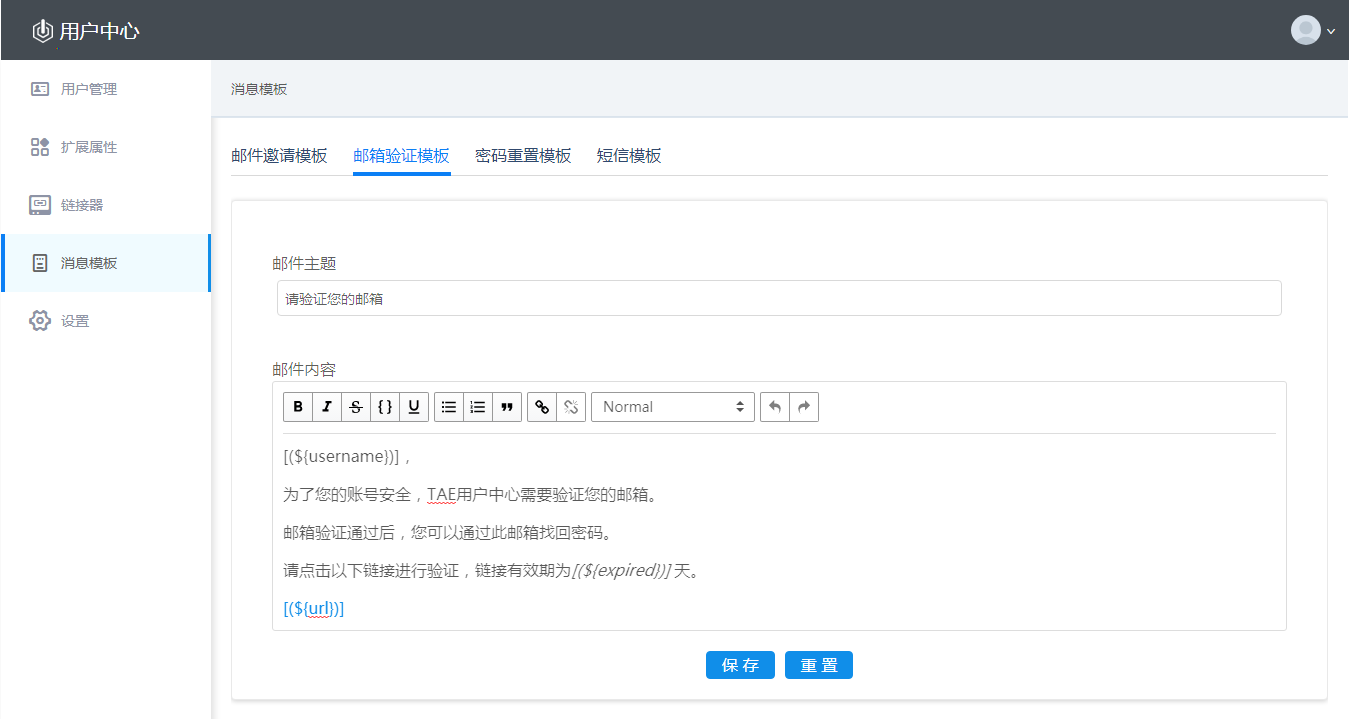 用户中心
用户管理
扩展属性
链接器
消息模板
设置
消息模板
邮件邀请模板 邮箱验证模板 密码重置模板 短信模板
邮件主题
请验证您的邮箱
邮件内容
B I S {} U Normal
[(${username})]，
为了您的账号安全，TAE用户中心需要验证您的邮箱。
邮箱验证通过后，您可以通过此邮箱找回密码。
请点击以下链接进行验证，链接有效期为[(${expired})]天。
[(${url})]
保 存 重 置